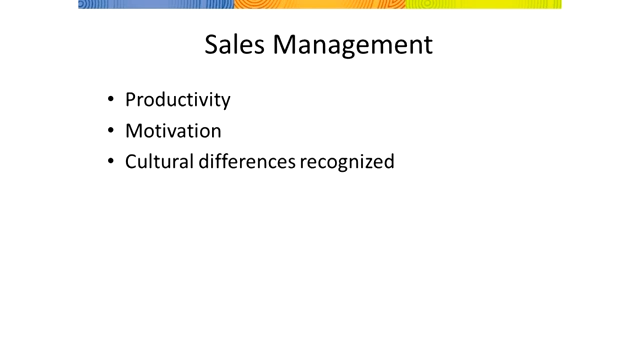 Sales Management
• Productivity
• Motivation
• Cultural differences recognized